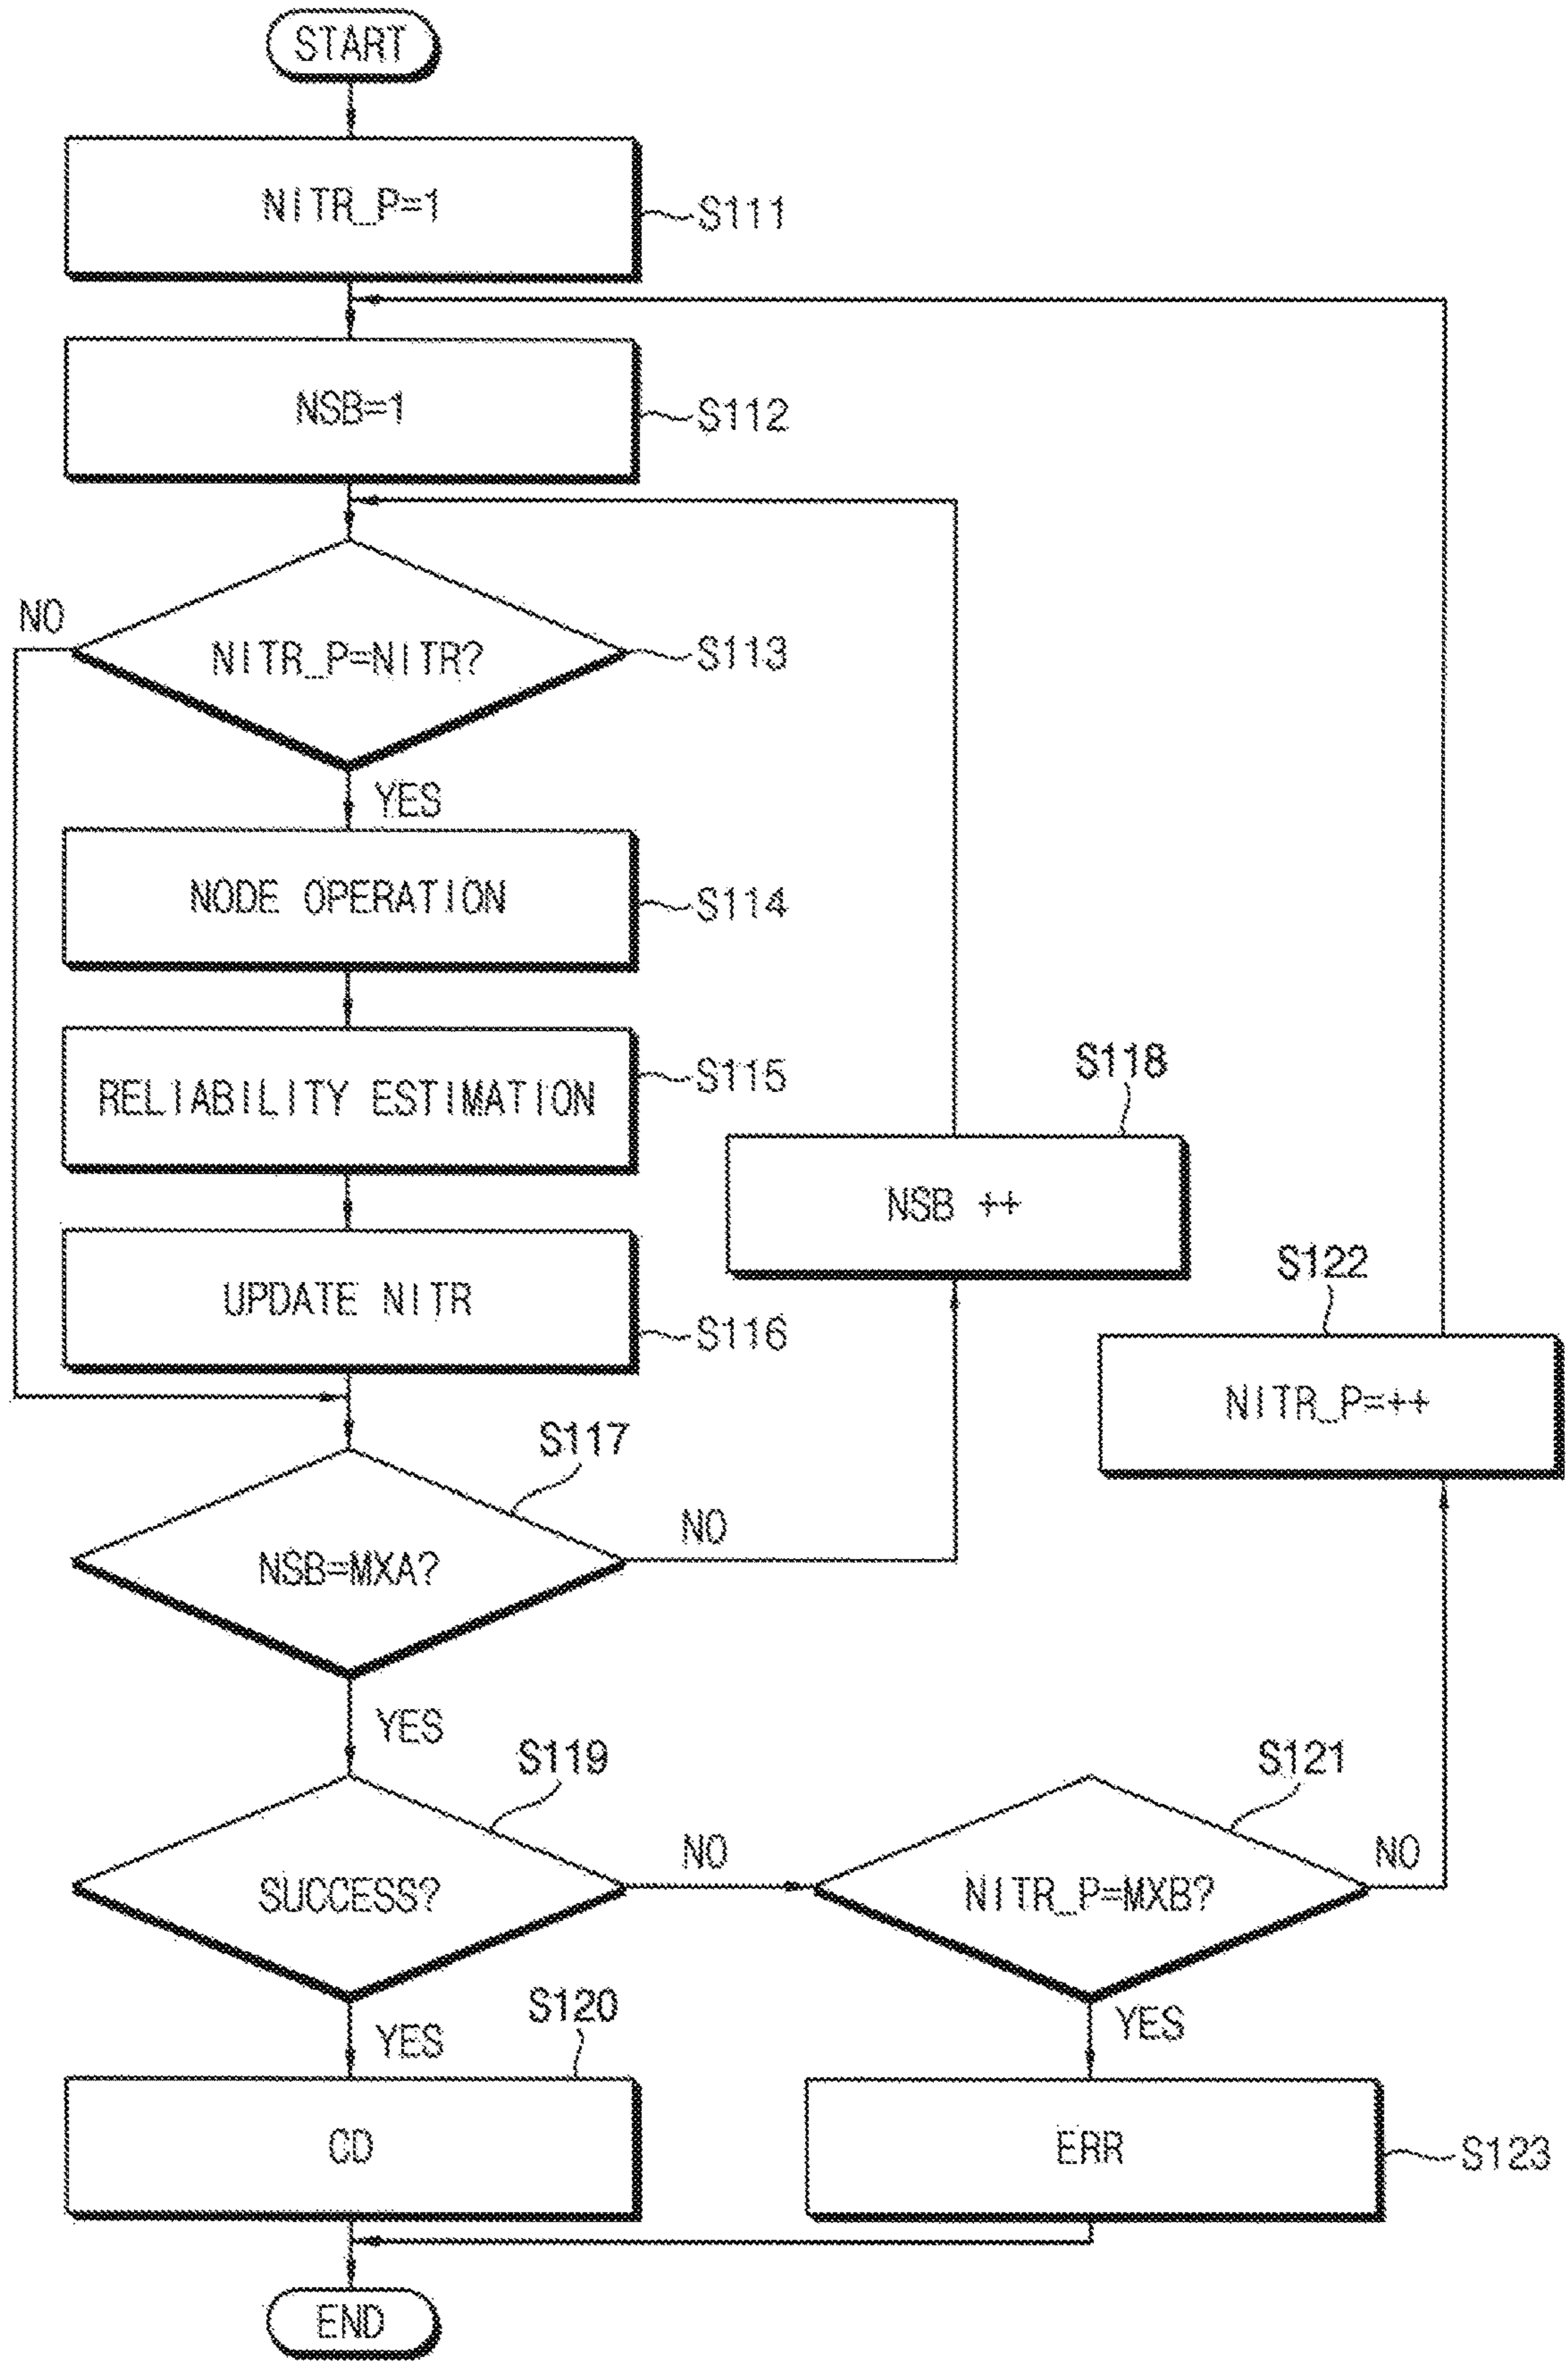 START
NITR_P=1
S111
NSB=1
S112
NO
NITR_P=NITR?
S113
YES
NODE OPERATION
S114
RELIABILITY ESTIMATION
S115
S118
NSB ++
UPDATE NITR
S116
S122
NITR_P=++
S117
NSB=MXA?
NO
YES
S119
SUCCESS?
NO
S121
NITR_P=MXB?
NO
YES
S120
CD
YES
ERR
S123
END